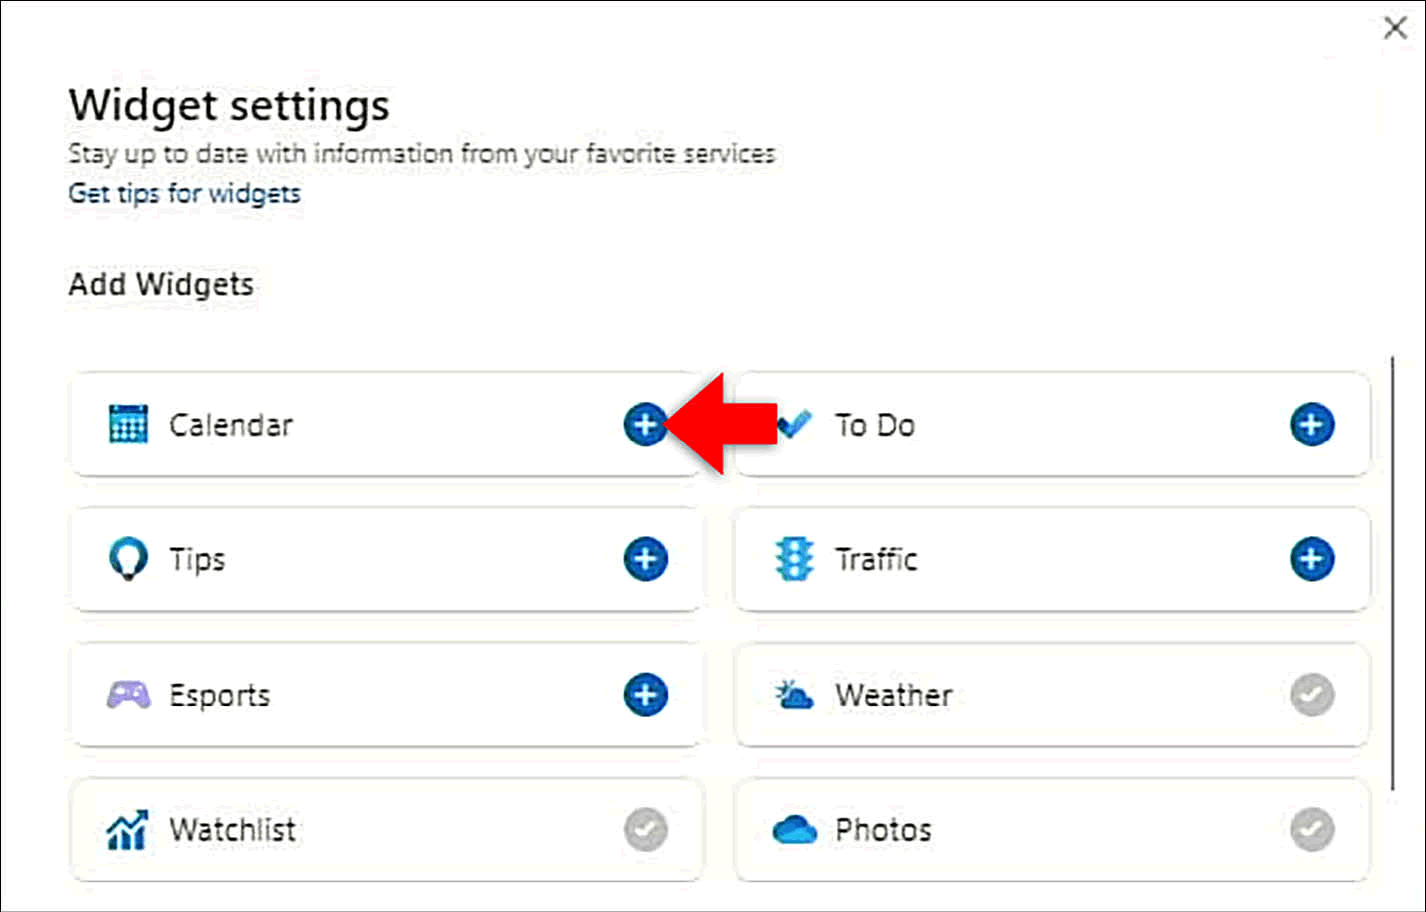 Widget settings
Stay up to date with information from your favorite services
Get tips for widgets
Add Widgets
Calendar
To Do
Tips
Traffic
Esports
Weather
Watchlist
Photos